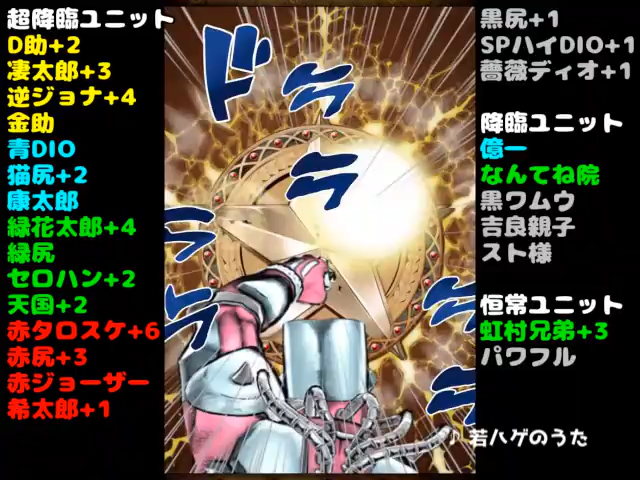 超降臨ユニット
D助+2
凄太郎+3
逆ジョナ+4
金助
青DIO
猫尻+2
康太郎
緑花太郎+4
緑尻
セロハン+2
天国+2
赤タロスケ+6
赤尻+3
赤ジョーザー
希太郎+1
ド
ド
ド
ド
ド
ド
ド
黒尻+1
SPハイDIO+1
薔薇ディオ+1
降臨ユニット
億一
なんてね院
黒ワムウ
吉良親子
スト様
恒常ユニット
虹村兄弟+3
パワフル
♪ 若ハゲのうた